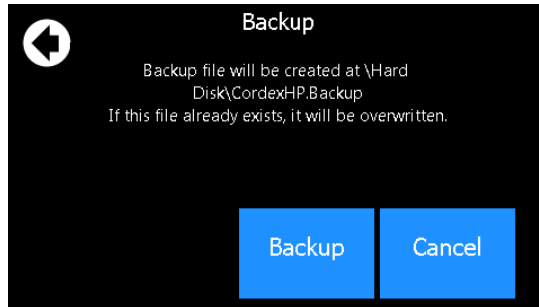 Backup
Backup file will be created at \Hard
Disk\CordexHP.Backup
If this file already exists, it will be overwritten.
Backup
Cancel